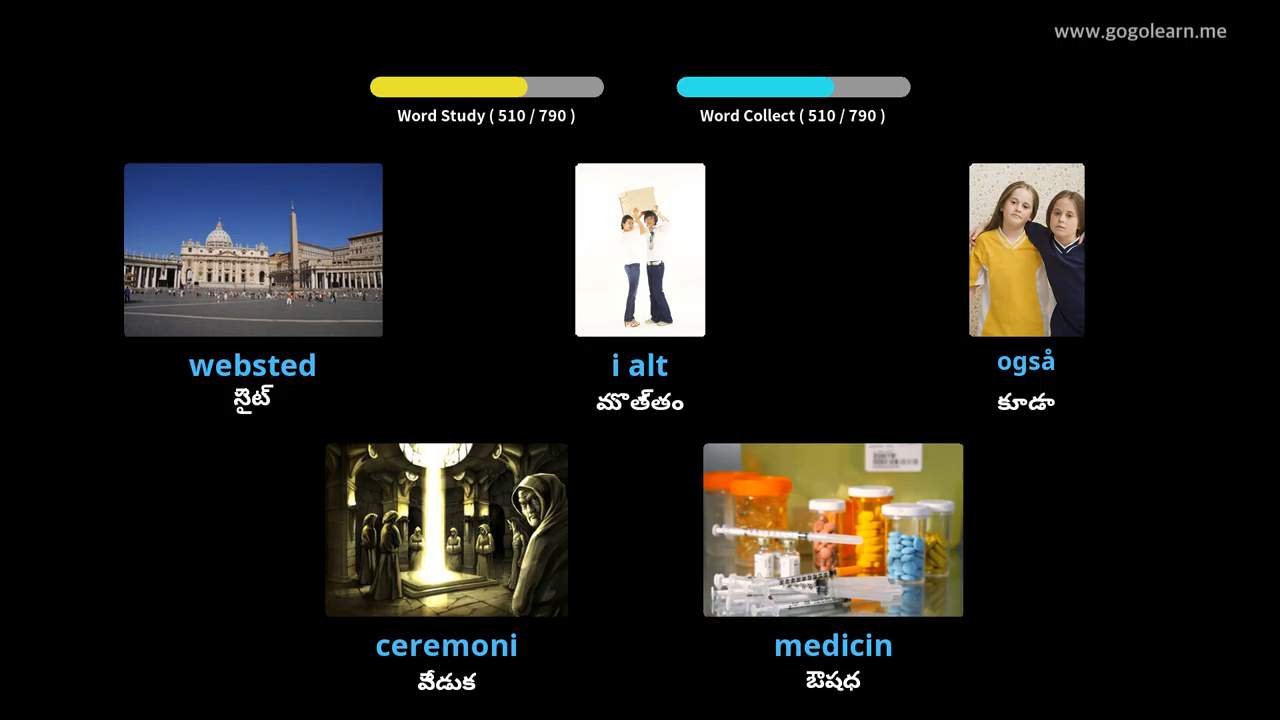 www.gogolearn.me
Word Study ( 510 / 790 )
Word Collect ( 510 / 790 )
websted
సైట్
i alt
మొత్తం
også
కూడా
ceremoni
వేడుక
medicin
ఔషధ